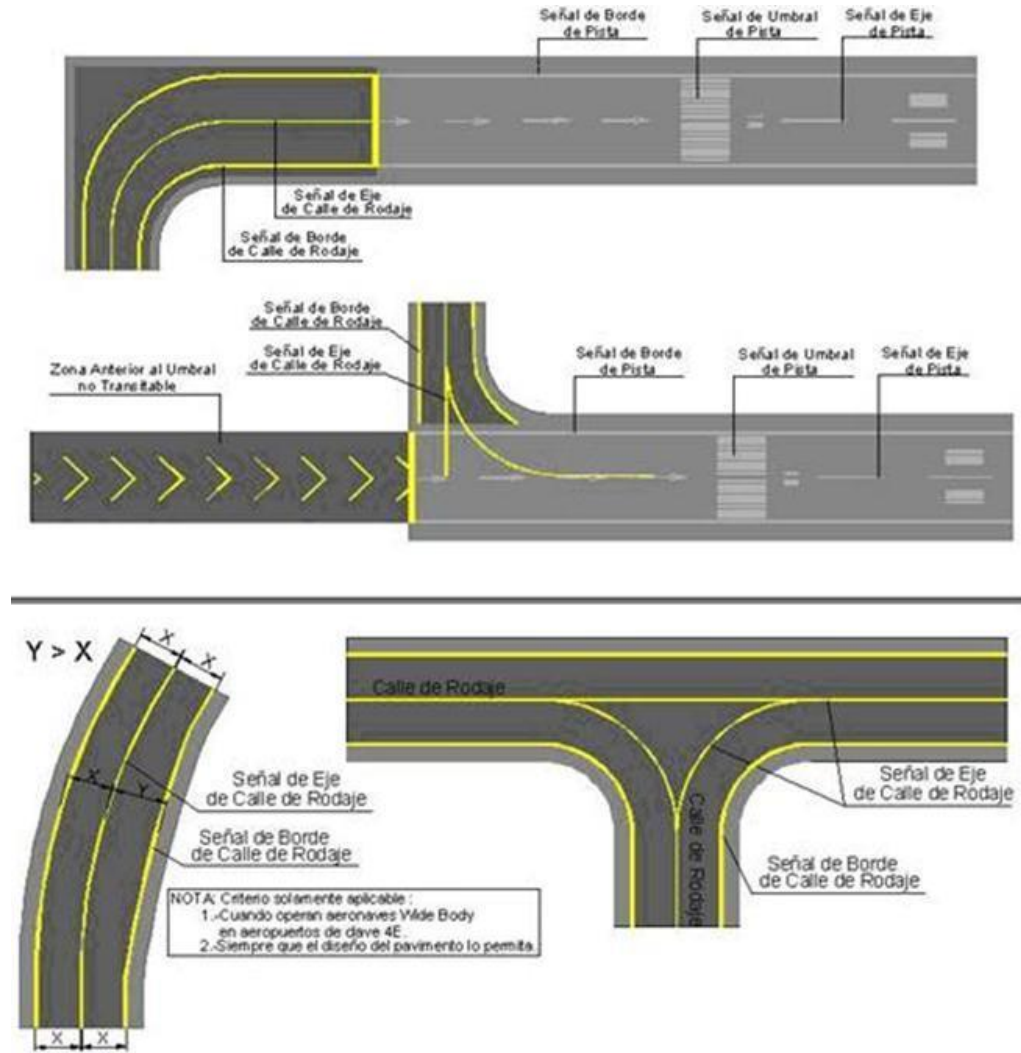 Señal de Borde
de Pista
Señal de Umbral
de Pista
Señal de Eje
de Pista
Señal de Eje
de Calle de Rodaje
Señal de Borde
de Calle de Rodaje
Señal de Borde
de Calle de Rodaje
Señal de Eje
de Calle de Rodaje
Zona Anterior al Umbral
no Transitable
Señal de Borde
de Pista
Señal de Umbral
de Pista
Señal de Eje
de Pista
Y > X
X
X
X
Y
Señal de Eje
de Calle de Rodaje
Señal de Borde
de Calle de Rodaje
NOTA: Criterio solamente aplicable :
1.-Cuando operan aeronaves Wide Body
en aeropuertos de clave 4E.
2.-Siempre que el diseño del pavimento lo permita.
X
X
Calle de Rodaje
Calle de Rodaje
Señal de Eje
de Calle de Rodaje
Señal de Borde
de Calle de Rodaje